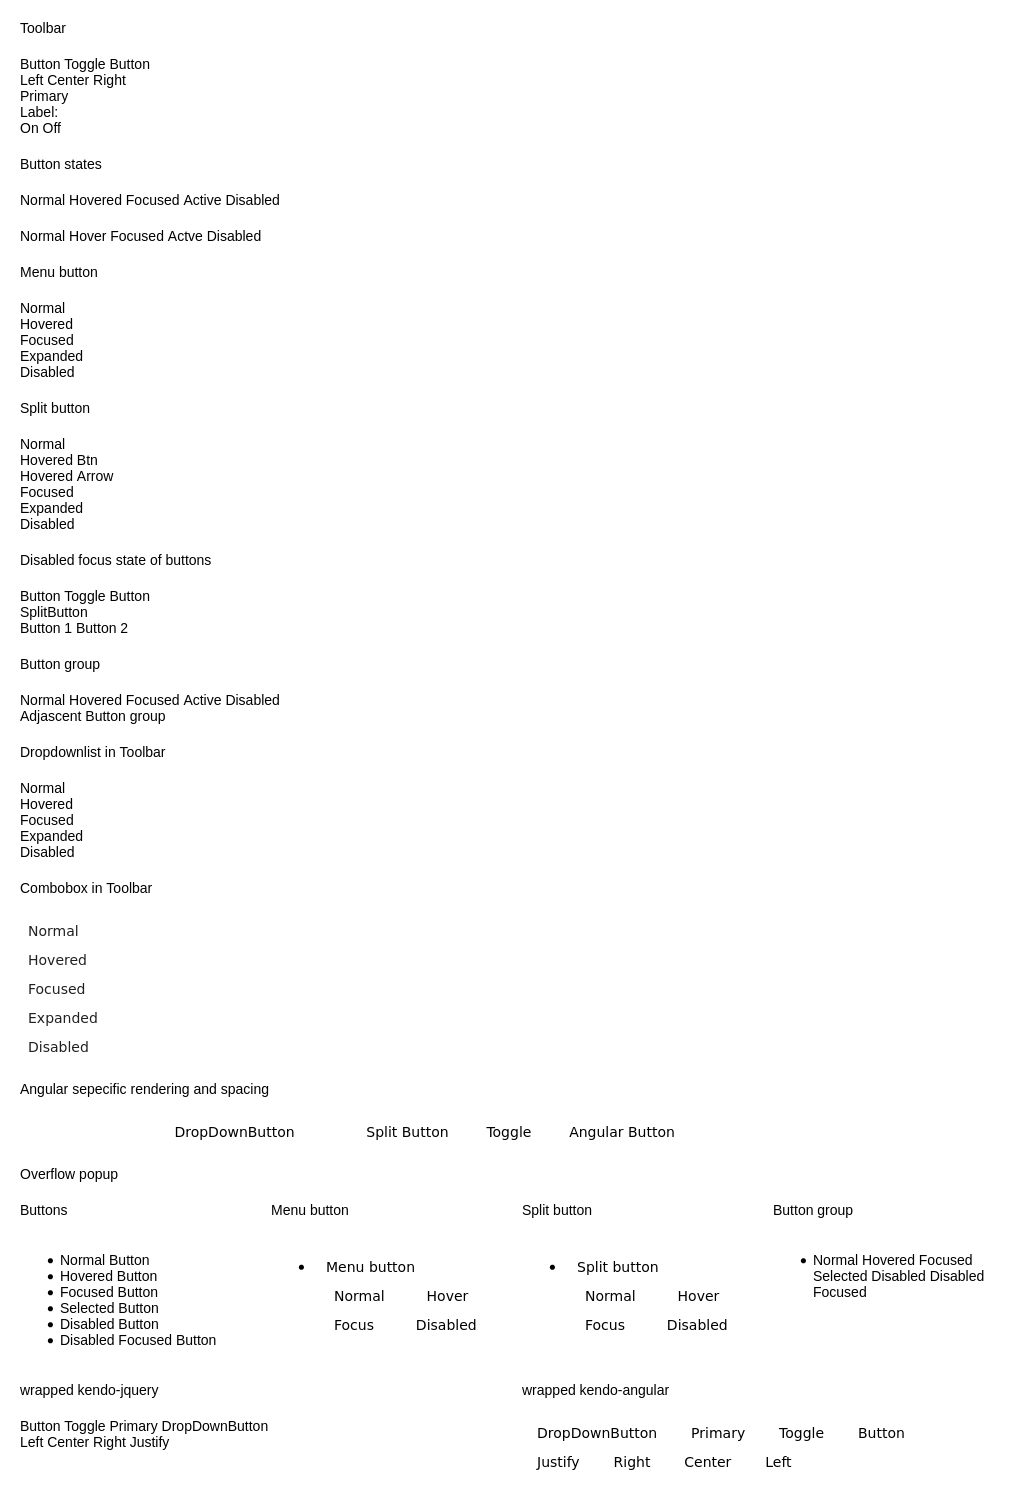 Toolbar
Button Toggle Button
Left Center Right
Primary
Label:
On Off
Button states
Normal Hovered Focused Active Disabled
Normal Hover Focused Actve Disabled
Menu button
Normal
Hovered
Focused
Expanded
Disabled
Split button
Normal
Hovered Btn
Hovered Arrow
Focused
Expanded
Disabled
Disabled focus state of buttons
Button Toggle Button
SplitButton
Button 1 Button 2
Button group
Normal Hovered Focused Active Disabled
Adjascent Button group
Dropdownlist in Toolbar
Normal
Hovered
Focused
Expanded
Disabled
Combobox in Toolbar
Normal
Hovered
Focused
Expanded
Disabled
Angular sepecific rendering and spacing
DropDownButton Split Button Toggle Angular Button
Overflow popup
Buttons
Normal Button
Hovered Button
Focused Button
Selected Button
Disabled Button
Disabled Focused Button
Menu button
Menu button
Normal Hover
Focus Disabled
Split button
Split button
Normal Hover
Focus Disabled
Button group
Normal Hovered Focused
Selected Disabled Disabled
Focused
wrapped kendo-jquery
Button Toggle Primary DropDownButton
Left Center Right Justify
wrapped kendo-angular
DropDownButton Primary Toggle Button
Justify Right Center Left